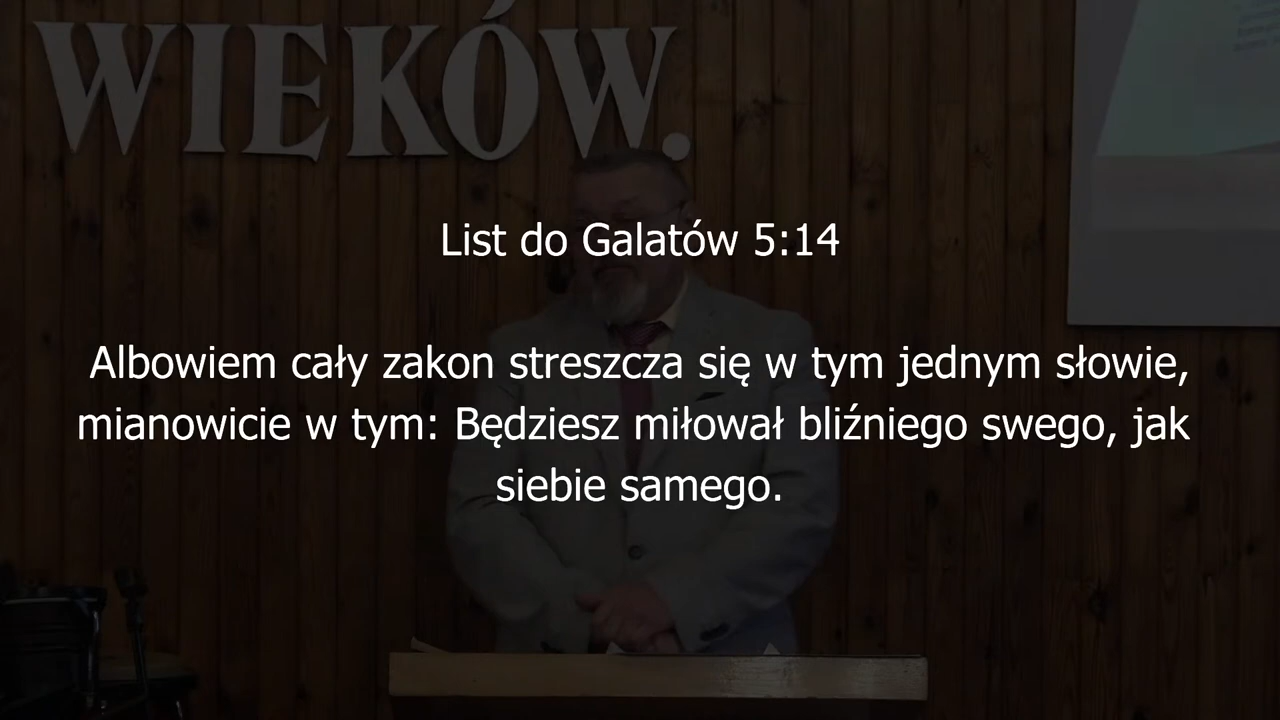 WIEKÓW.
List do Galatów 5:14
Albowiem cały zakon streszcza się w tym jednym słowie,
mianowicie w tym: Będziesz miłował bliźniego swego, jak
siebie samego.